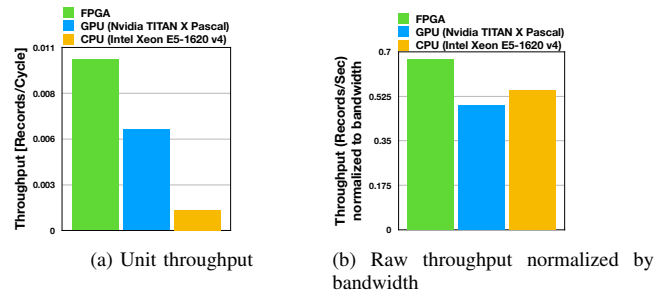 FPGA
GPU (Nvidia TITAN X Pascal)
CPU (Intel Xeon E5-1620 v4)
0.011
0.009
0.006
0.003
0
Throughput [Records/Cycle]
(a) Unit throughput
FPGA
GPU (Nvidia TITAN X Pascal)
CPU (Intel Xeon E5-1620 v4)
0.7
0.525
0.35
0.175
0
Throughput (Records/Sec)
normalized to bandwidth
(b) Raw throughput normalized by
bandwidth